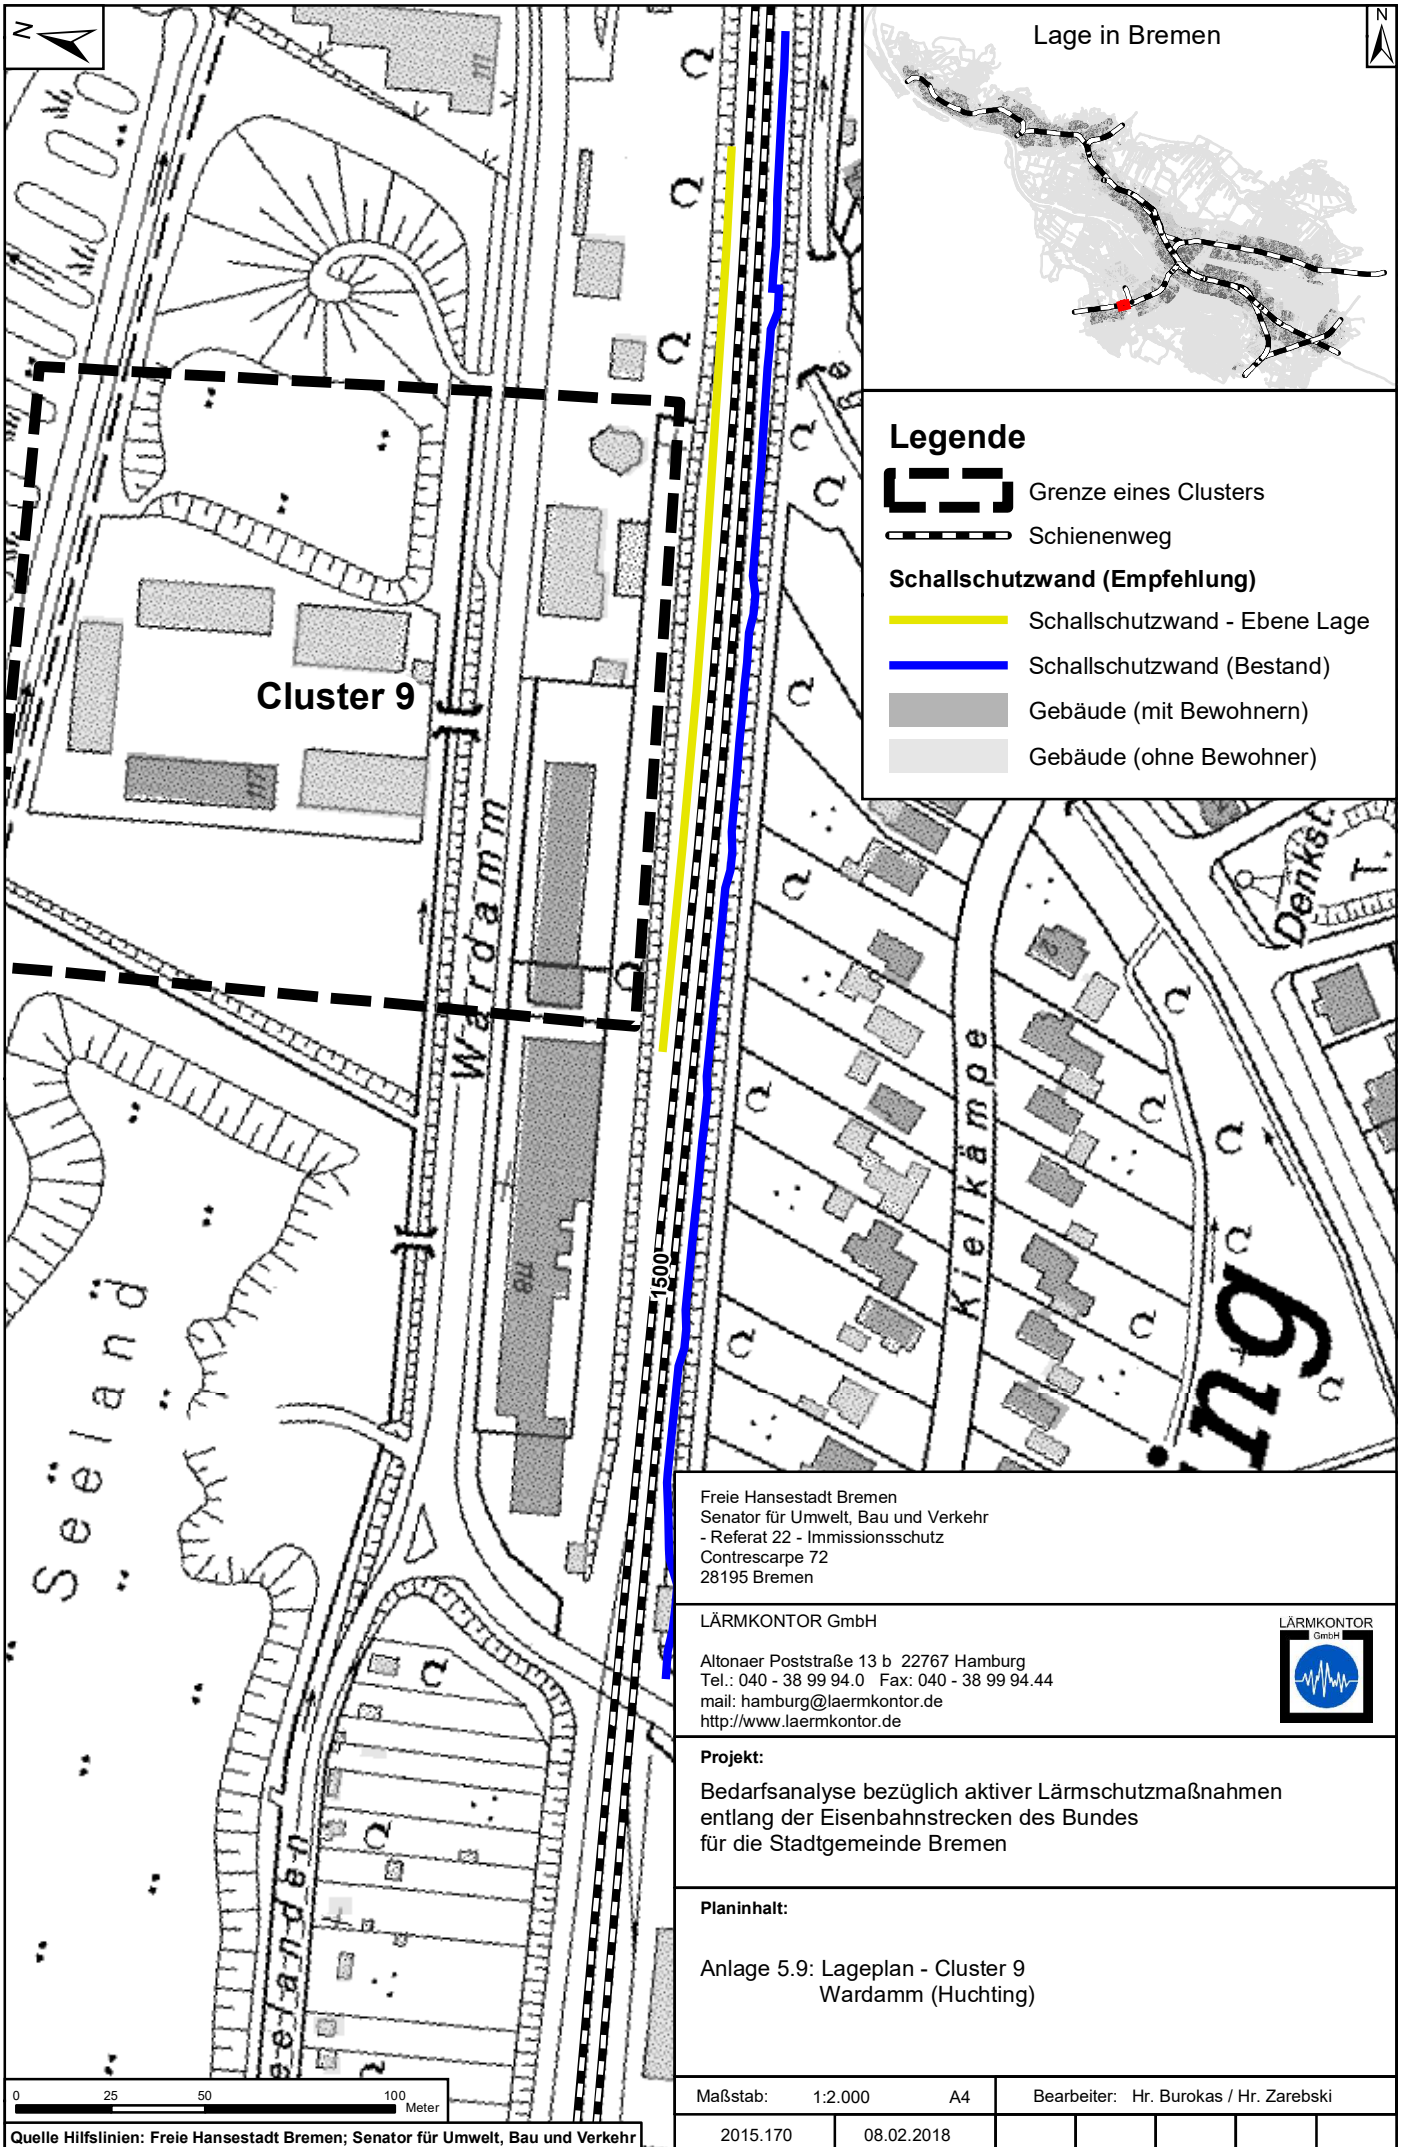 N
Lage in Bremen
N
Legende
Grenze eines Clusters
Schienenweg
Schallschutzwand (Empfehlung)
Schallschutzwand - Ebene Lage
Schallschutzwand (Bestand)
Gebäude (mit Bewohnern)
Gebäude (ohne Bewohner)
Cluster 9
Wardamm
Denkst.
T.
Kielkämpe
1500
118
Seeland
ing
eelanden
Freie Hansestadt Bremen
Senator für Umwelt, Bau und Verkehr
- Referat 22 - Immissionsschutz
Contrescarpe 72
28195 Bremen
LÄRMKONTOR GmbH
Altonaer Poststraße 13 b 22767 Hamburg
Tel.: 040 - 38 99 94.0 Fax: 040 - 38 99 94.44
mail: hamburg@laermkontor.de
http://www.laermkontor.de
LÄRMKONTOR
GmbH
Projekt:
Bedarfsanalyse bezüglich aktiver Lärmschutzmaßnahmen
entlang der Eisenbahnstrecken des Bundes
für die Stadtgemeinde Bremen
Planinhalt:
Anlage 5.9: Lageplan - Cluster 9
Wardamm (Huchting)
Maßstab: 1:2.000 A4
Bearbeiter: Hr. Burokas / Hr. Zarebski
2015.170
08.02.2018
0 25 50 100
Meter
Quelle Hilfslinien: Freie Hansestadt Bremen; Senator für Umwelt, Bau und Verkehr